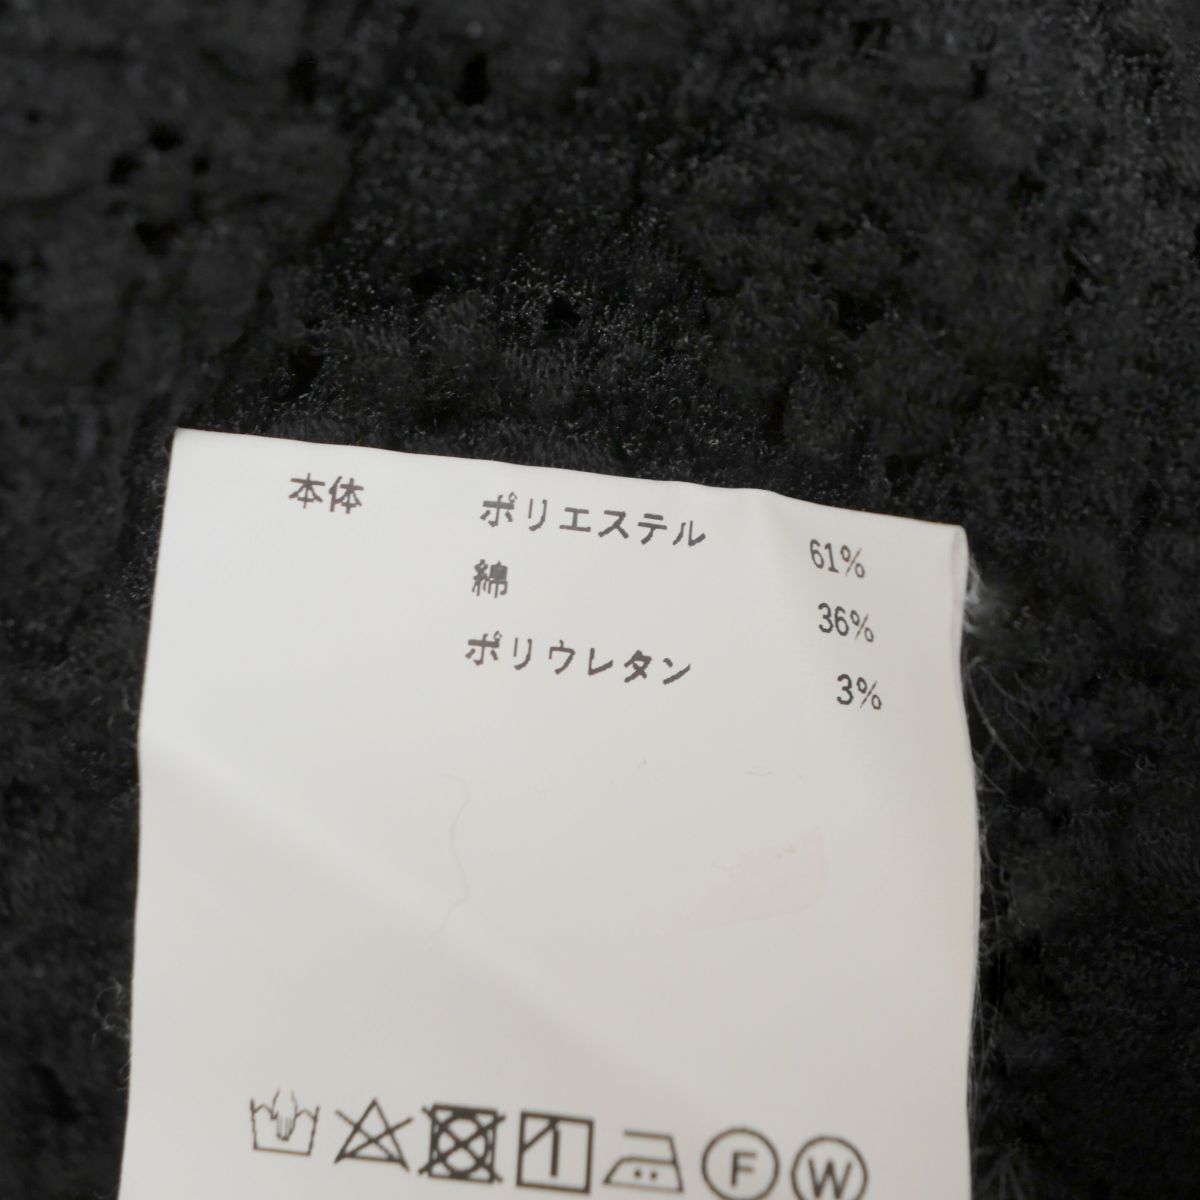 本体 ポリエステル 61%
綿 36%
ポリウレタン 3%
F W